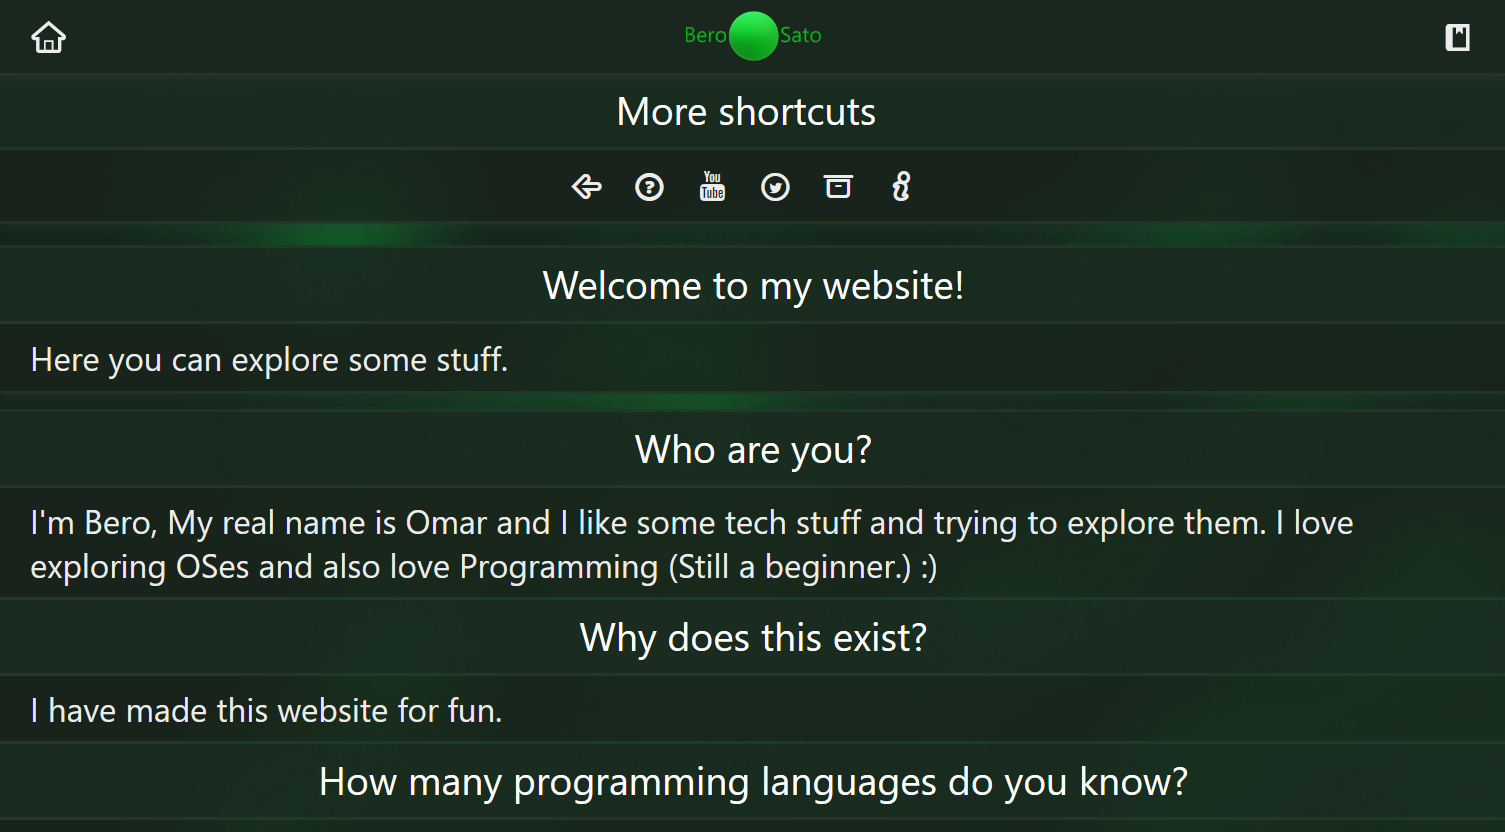 Bero Sato
More shortcuts
You
Tube
Welcome to my website!
Here you can explore some stuff.
Who are you?
I'm Bero, My real name is Omar and I like some tech stuff and trying to explore them. I love
exploring OSes and also love Programming (Still a beginner.) :)
Why does this exist?
I have made this website for fun.
How many programming languages do you know?